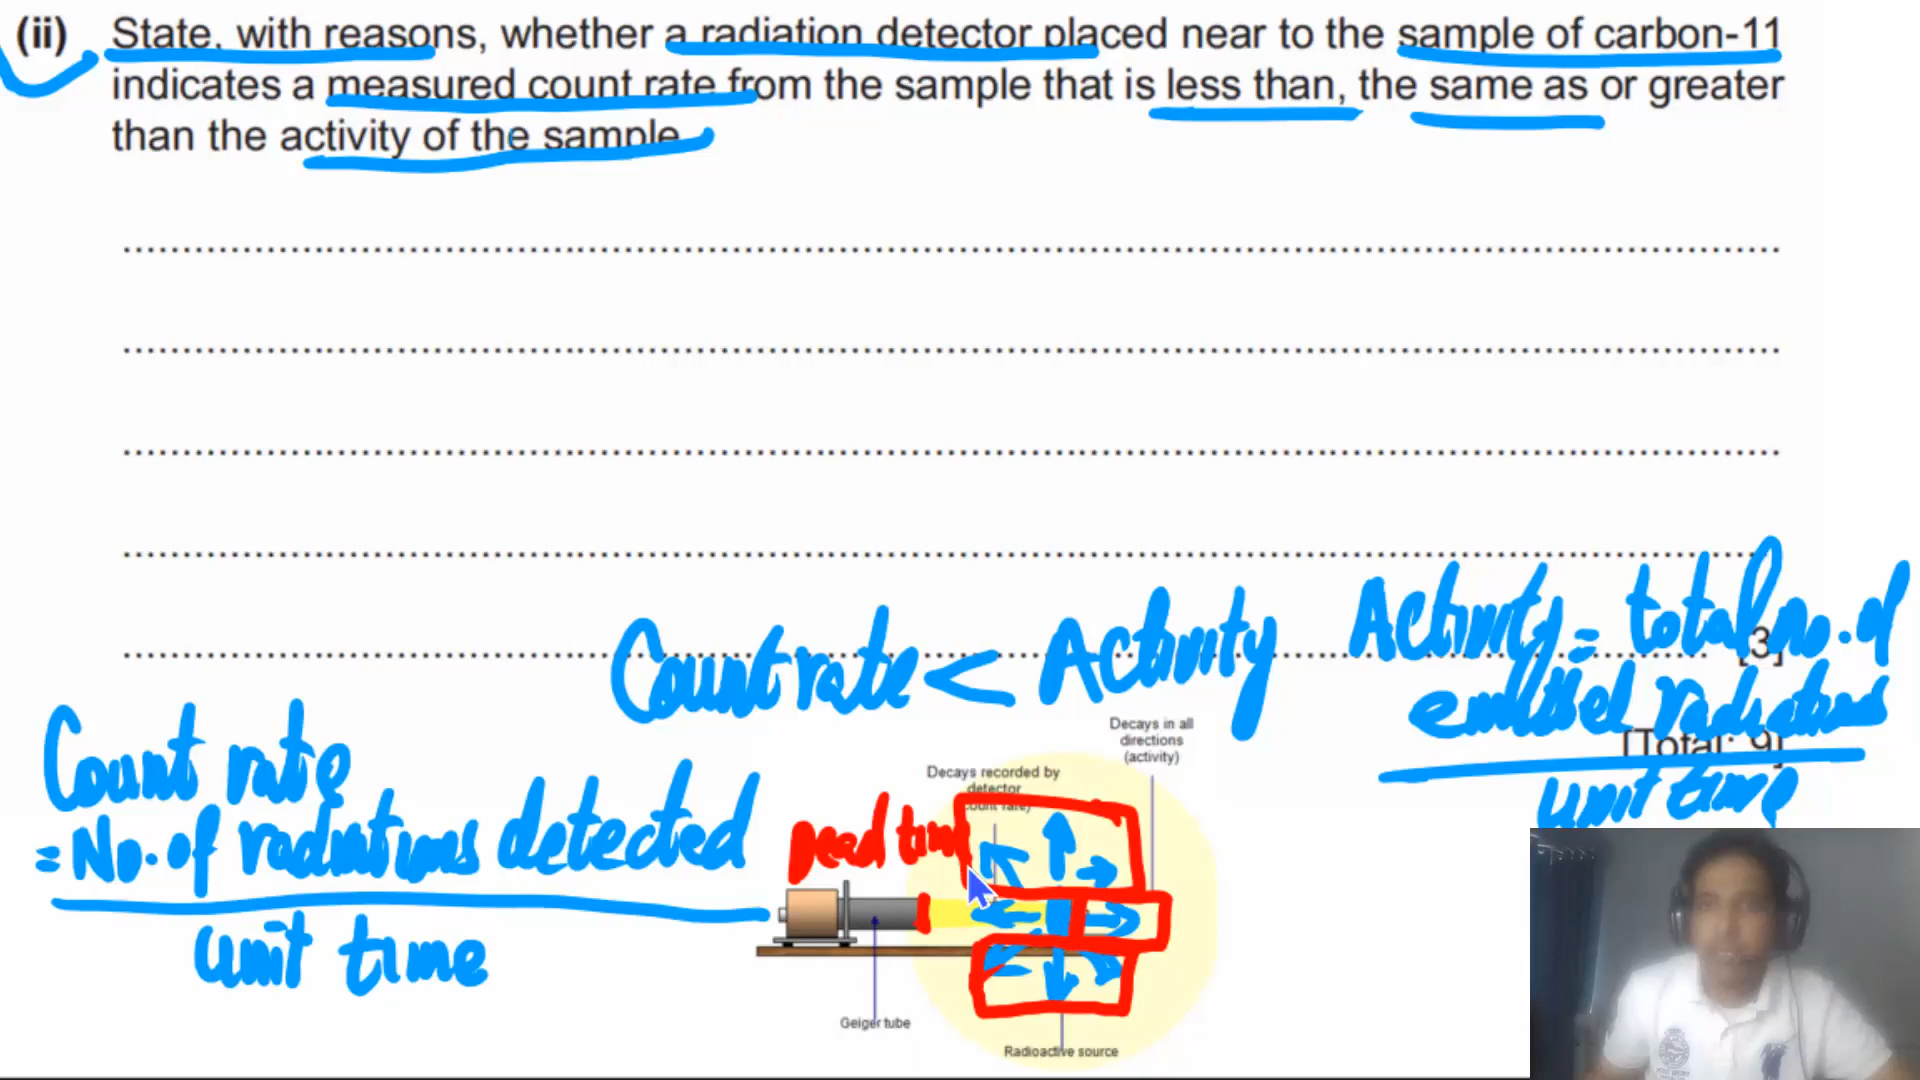 (ii) State, with reasons, whether a radiation detector placed near to the sample of carbon-11
indicates a measured count rate from the sample that is less than, the same as or greater
than the activity of the sample.
[3]
[Total: 9]
Count rate < Activity
Activity = total no. of
emitted radiations
unit time
Count rate
= No. of radiations detected
unit time
Dead time
Decays in all
directions
(activity)
Decays recorded by
detector
(count rate)
Geiger tube
Radioactive source